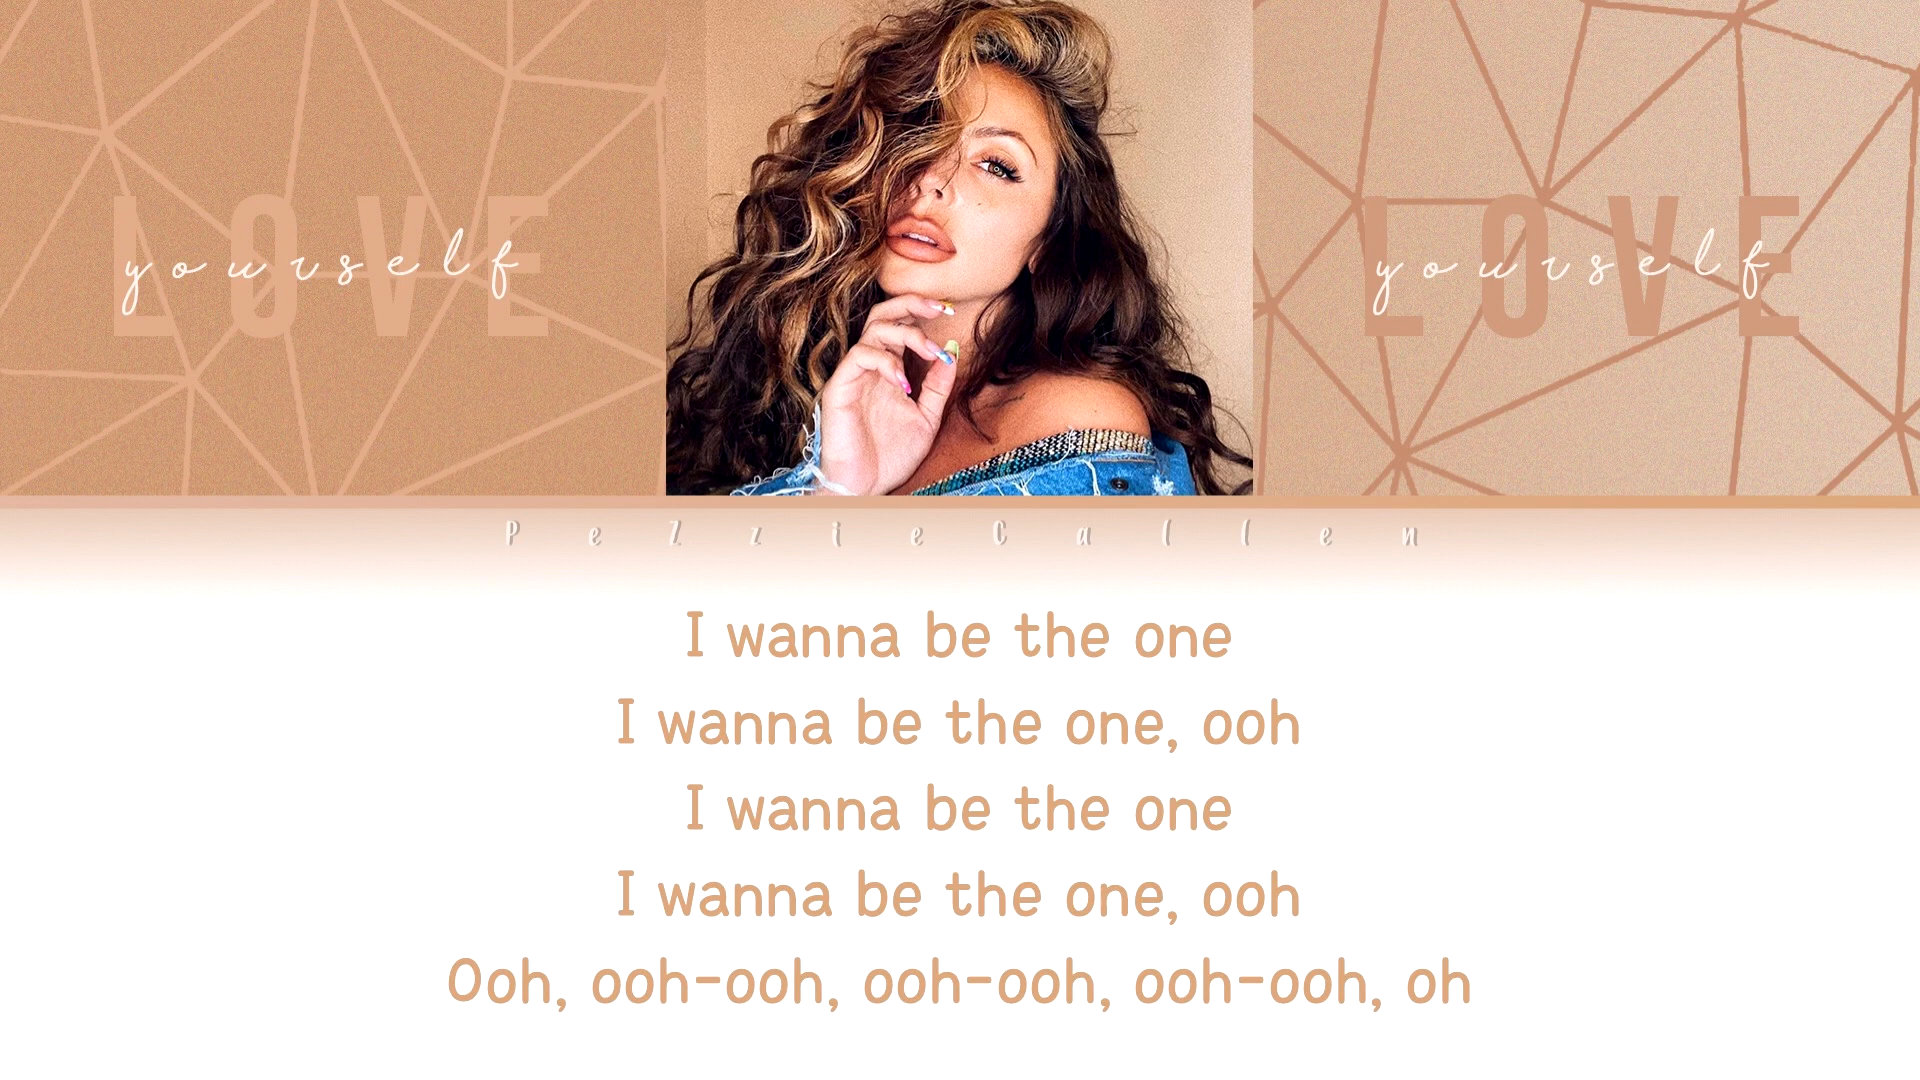 LOVE
yourself
LOVE
yourself
PeZzieCallen
I wanna be the one
I wanna be the one, ooh
I wanna be the one
I wanna be the one, ooh
Ooh, ooh-ooh, ooh-ooh, ooh-ooh, oh